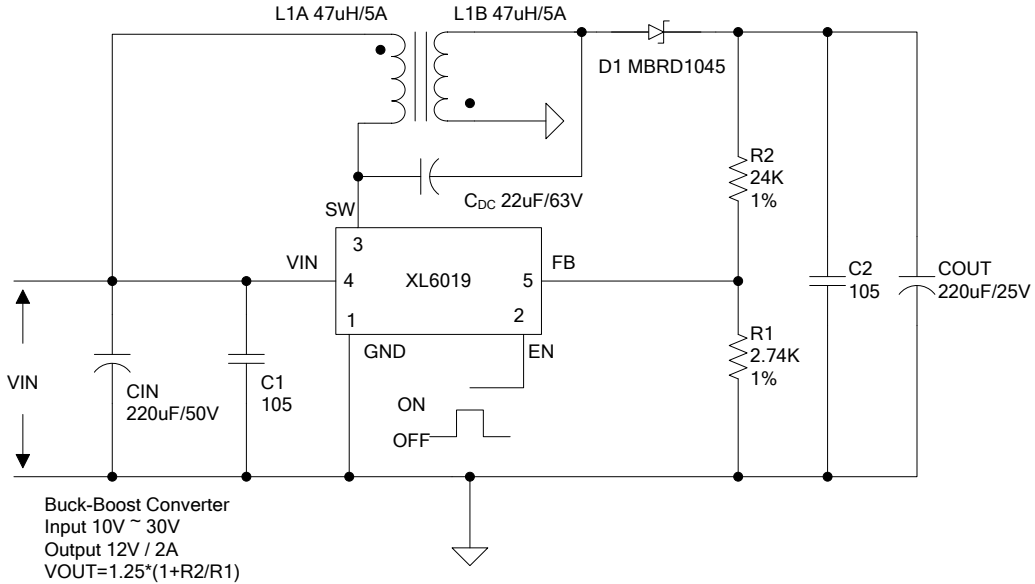 L1A 47uH/5A
L1B 47uH/5A
D1 MBRD1045
R2
24K
1%
C_DC 22uF/63V
SW
3
VIN
4
XL6019
5
FB
1
2
GND
EN
C2
105
COUT
220uF/25V
R1
2.74K
1%
VIN
CIN
220uF/50V
C1
105
ON
OFF
Buck-Boost Converter
Input 10V ~ 30V
Output 12V / 2A
VOUT=1.25*(1+R2/R1)